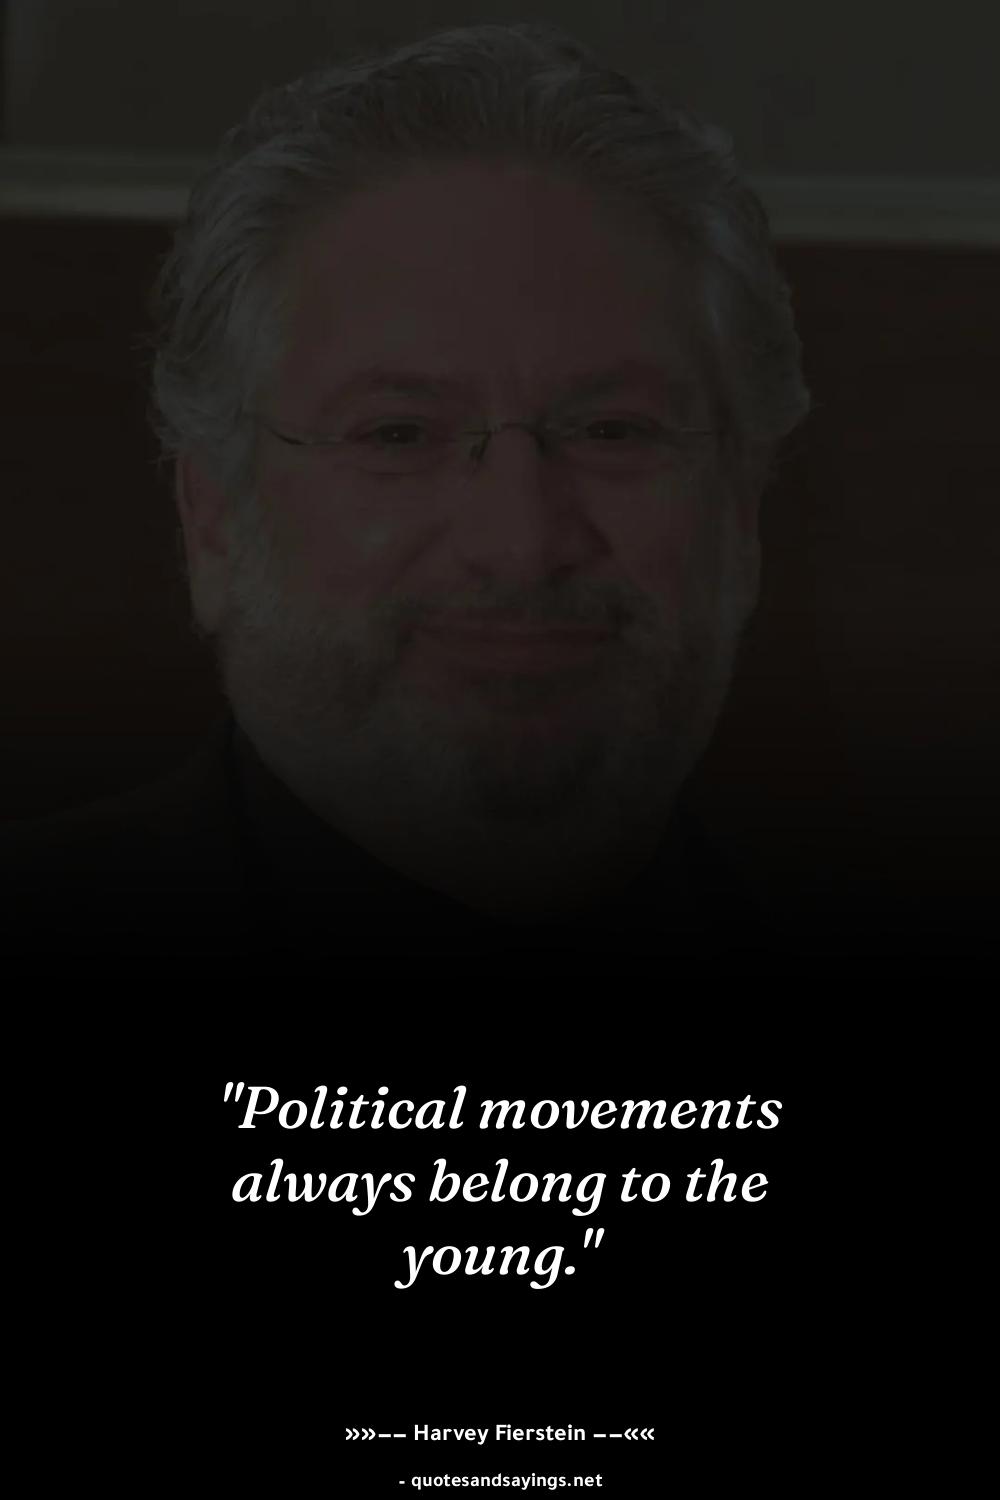 "Political movements
always belong to the
young."
»»−− Harvey Fierstein −−««
- quotesandsayings.net